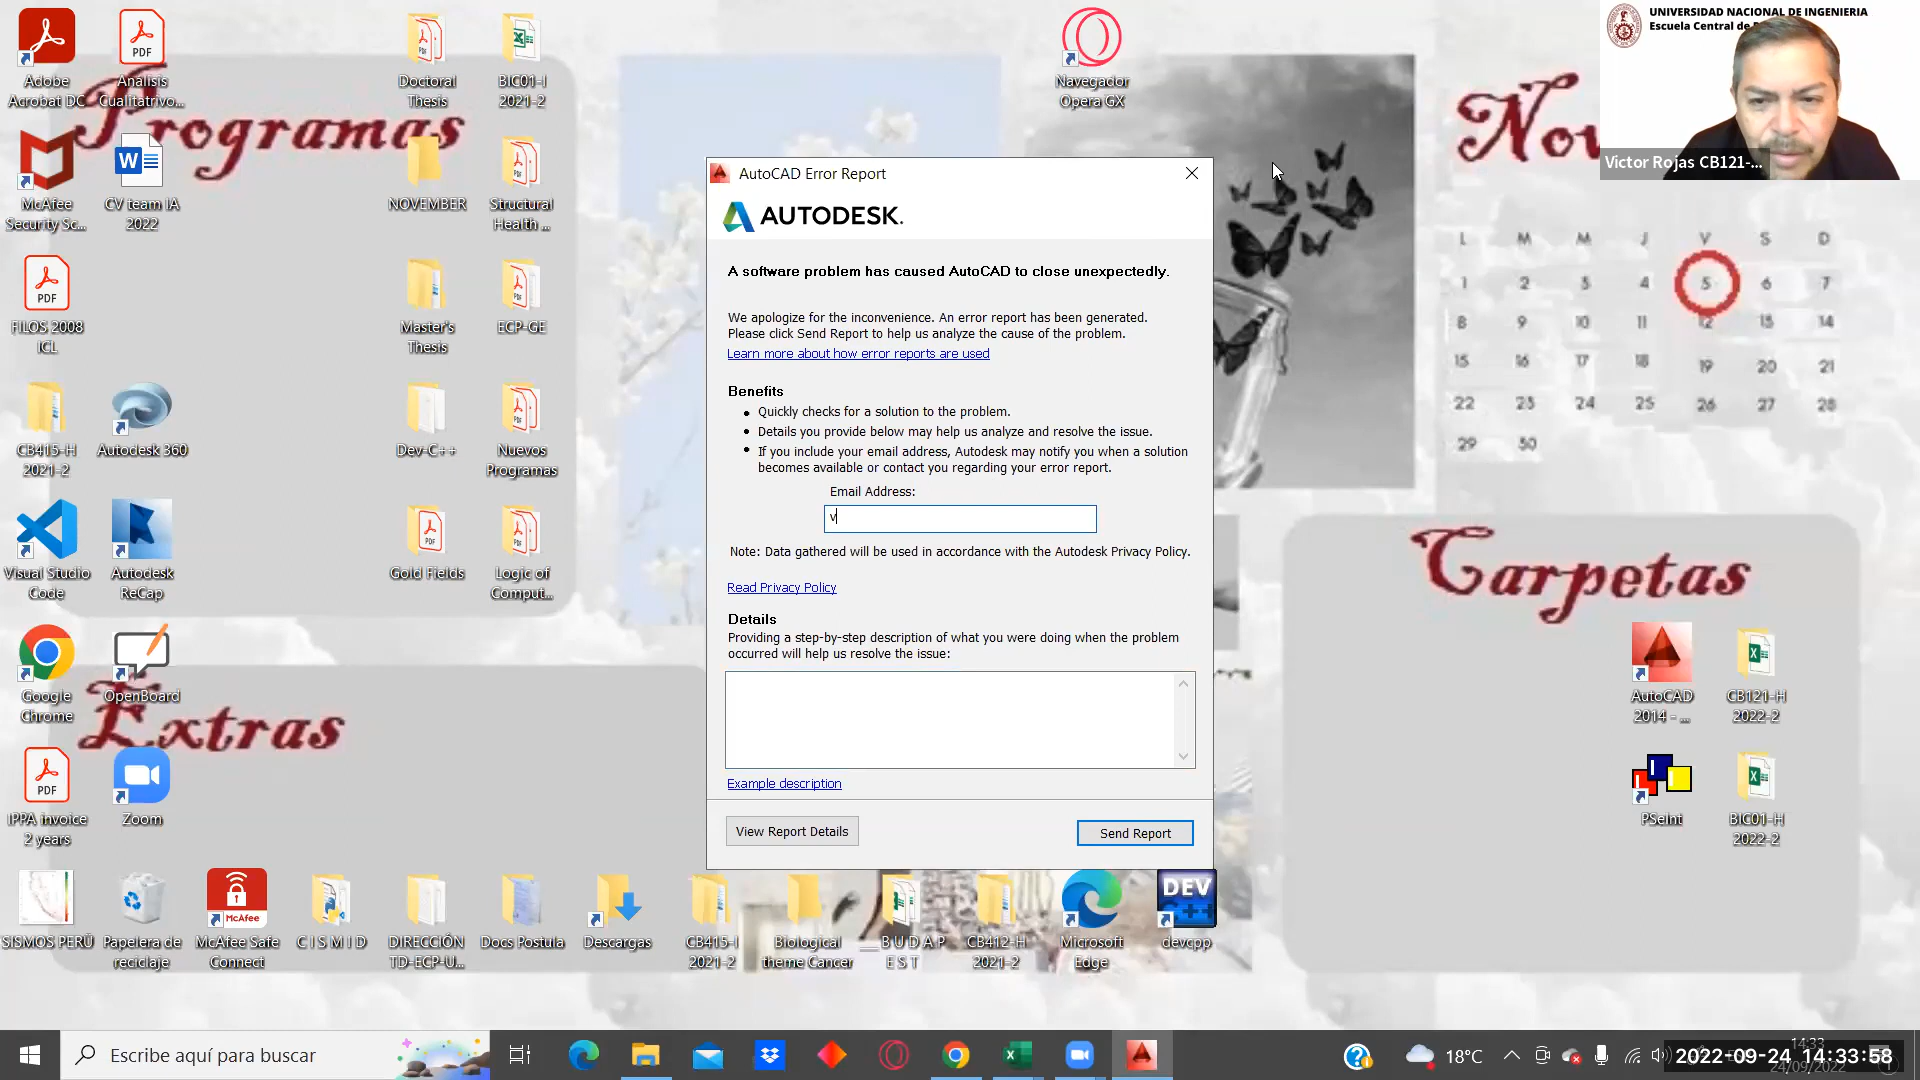 Programas
Adobe
Acrobat DC
Analisis
Cualitatrivo...
Doctoral
Thesis
BIC01-I
2021-2
Navegador
Opera GX
UNIVERSIDAD NACIONAL DE INGENIERIA
Escuela Central de
Victor Rojas CB121-...
McAfee
Security Sc...
CV team IA
2022
NOVEMBER
Structural
Health ...
AutoCAD Error Report
AUTODESK.
A software problem has caused AutoCAD to close unexpectedly.
We apologize for the inconvenience. An error report has been generated.
Please click Send Report to help us analyze the cause of the problem.
Learn more about how error reports are used
Benefits
Quickly checks for a solution to the problem.
Details you provide below may help us analyze and resolve the issue.
If you include your email address, Autodesk may notify you when a solution
becomes available or contact you regarding your error report.
Email Address:
v
Note: Data gathered will be used in accordance with the Autodesk Privacy Policy.
Read Privacy Policy
Details
Providing a step-by-step description of what you were doing when the problem
occurred will help us resolve the issue:
Example description
View Report Details
Send Report
L M M J V S D
1 2 3 4 5 6 7
8 9 10 11 12 13 14
15 16 17 18 19 20 21
22 23 24 25 26 27 28
29 30
FILOS 2008
ICL
Master's
Thesis
ECP-GE
CB415-H
2021-2
Autodesk 360
Dev-C++
Nuevos
Programas
Visual Studio
Code
Autodesk
ReCap
Gold Fields
Logic of
Comput...
Carpetas
Google
Chrome
OpenBoard
Extras
AutoCAD
2014 - ...
CB121-H
2022-2
IPPA invoice
2 years
Zoom
PSeInt
BIC01-H
2022-2
SISMOS PERÚ
Papelera de
reciclaje
McAfee
McAfee Safe
Connect
C I S M I D
DIRECCIÓN
TD-ECP-U...
Docs Postula
Descargas
CB415-I
2021-2
Biological
theme Cancer
B U D A P
E S T
CB412-H
2021-2
Microsoft
Edge
DEV
C++
devcpp
Escribe aquí para buscar
18°C
14:33
24/09/2022
2022-09-24 14:33:58